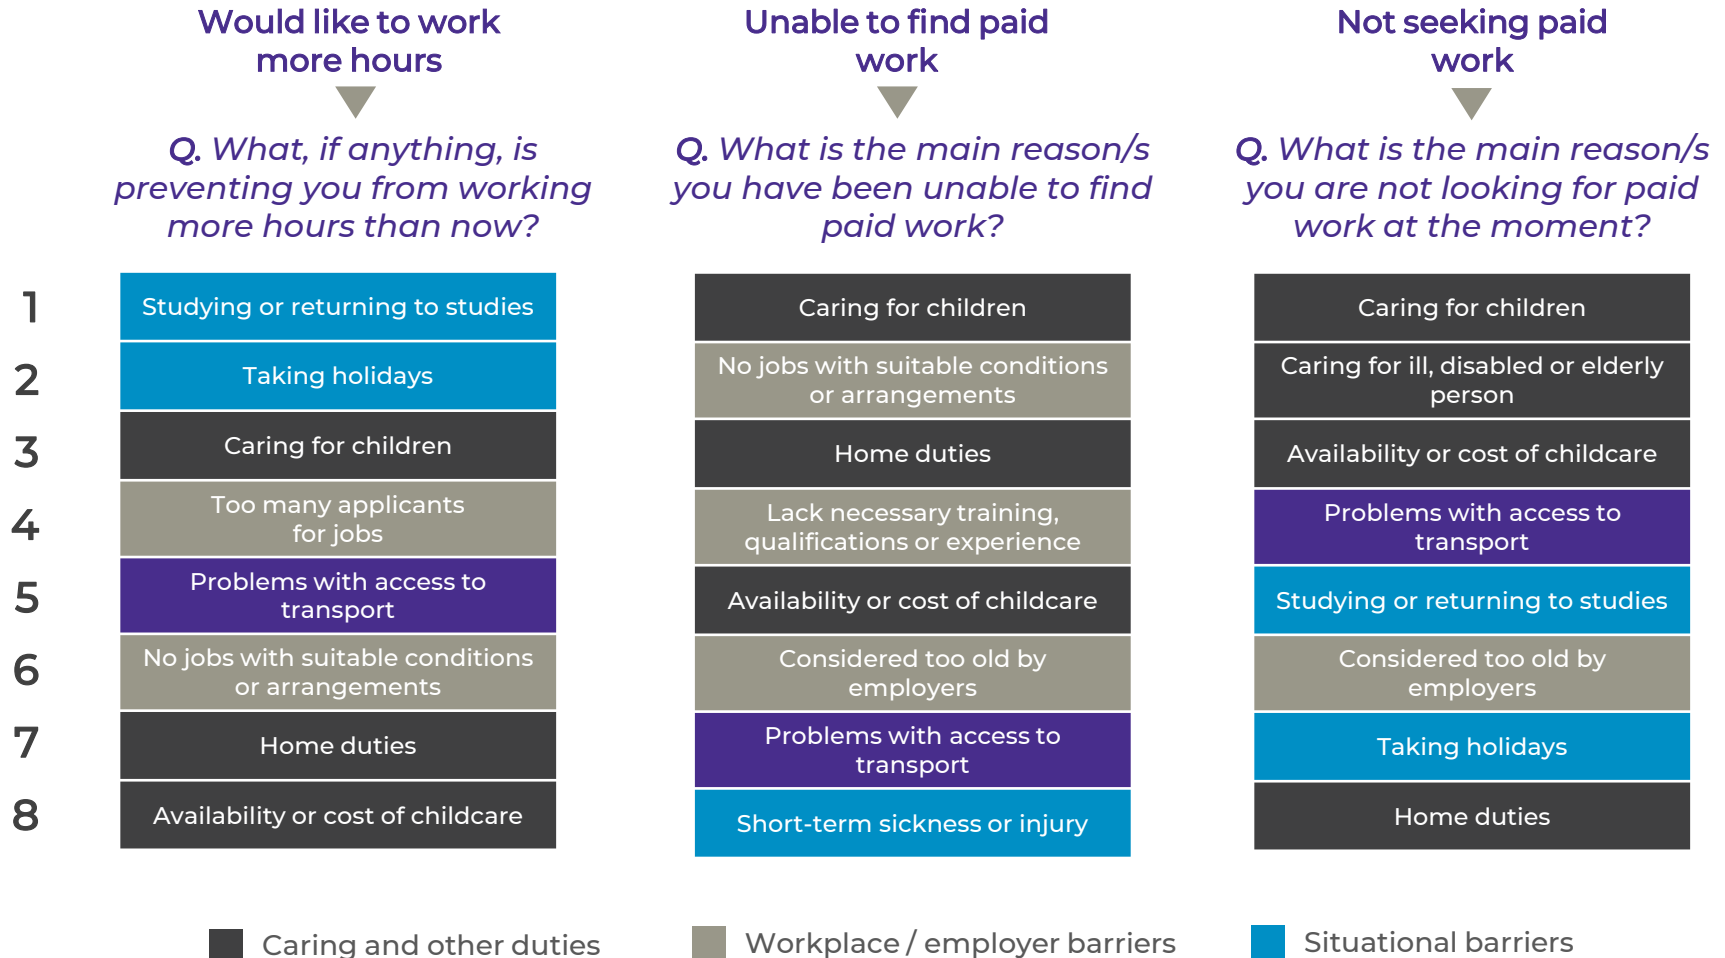 Would like to work
more hours
Q. What, if anything, is
preventing you from working
more hours than now?
Unable to find paid
work
Q. What is the main reason/s
you have been unable to find
paid work?
Not seeking paid
work
Q. What is the main reason/s
you are not looking for paid
work at the moment?
1
2
3
4
5
6
7
8
Studying or returning to studies
Taking holidays
Caring for children
Too many applicants
for jobs
Problems with access to
transport
No jobs with suitable conditions
or arrangements
Home duties
Availability or cost of childcare
Caring for children
No jobs with suitable conditions
or arrangements
Home duties
Lack necessary training,
qualifications or experience
Availability or cost of childcare
Considered too old by
employers
Problems with access to
transport
Short-term sickness or injury
Caring for children
Caring for ill, disabled or elderly
person
Availability or cost of childcare
Problems with access to
transport
Studying or returning to studies
Considered too old by
employers
Taking holidays
Home duties
Caring and other duties
Workplace / employer barriers
Situational barriers